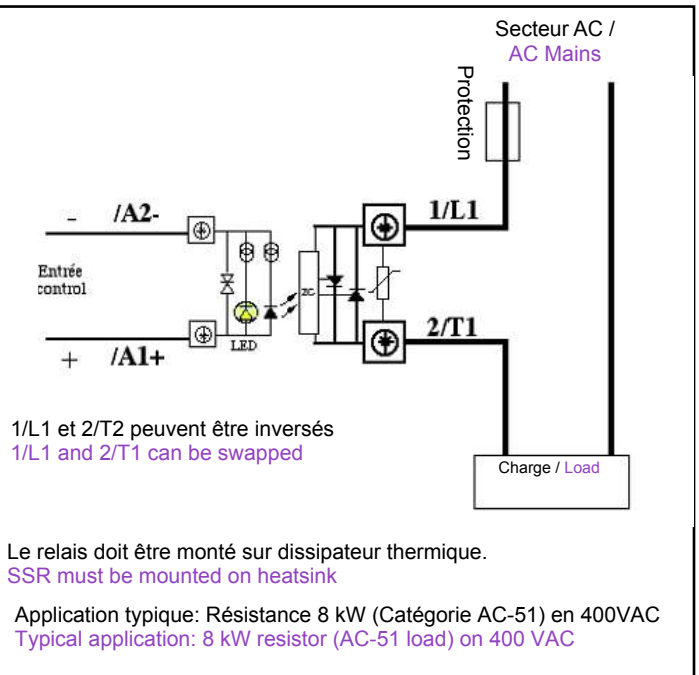 Secteur AC /
AC Mains
Protection
- /A2-
1/L1
Entrée
control
ZC
LED
+ /A1+
2/T1
1/L1 et 2/T2 peuvent être inversés
1/L1 and 2/T1 can be swapped
Charge / Load
Le relais doit être monté sur dissipateur thermique.
SSR must be mounted on heatsink
Application typique: Résistance 8 kW (Catégorie AC-51) en 400VAC
Typical application: 8 kW resistor (AC-51 load) on 400 VAC